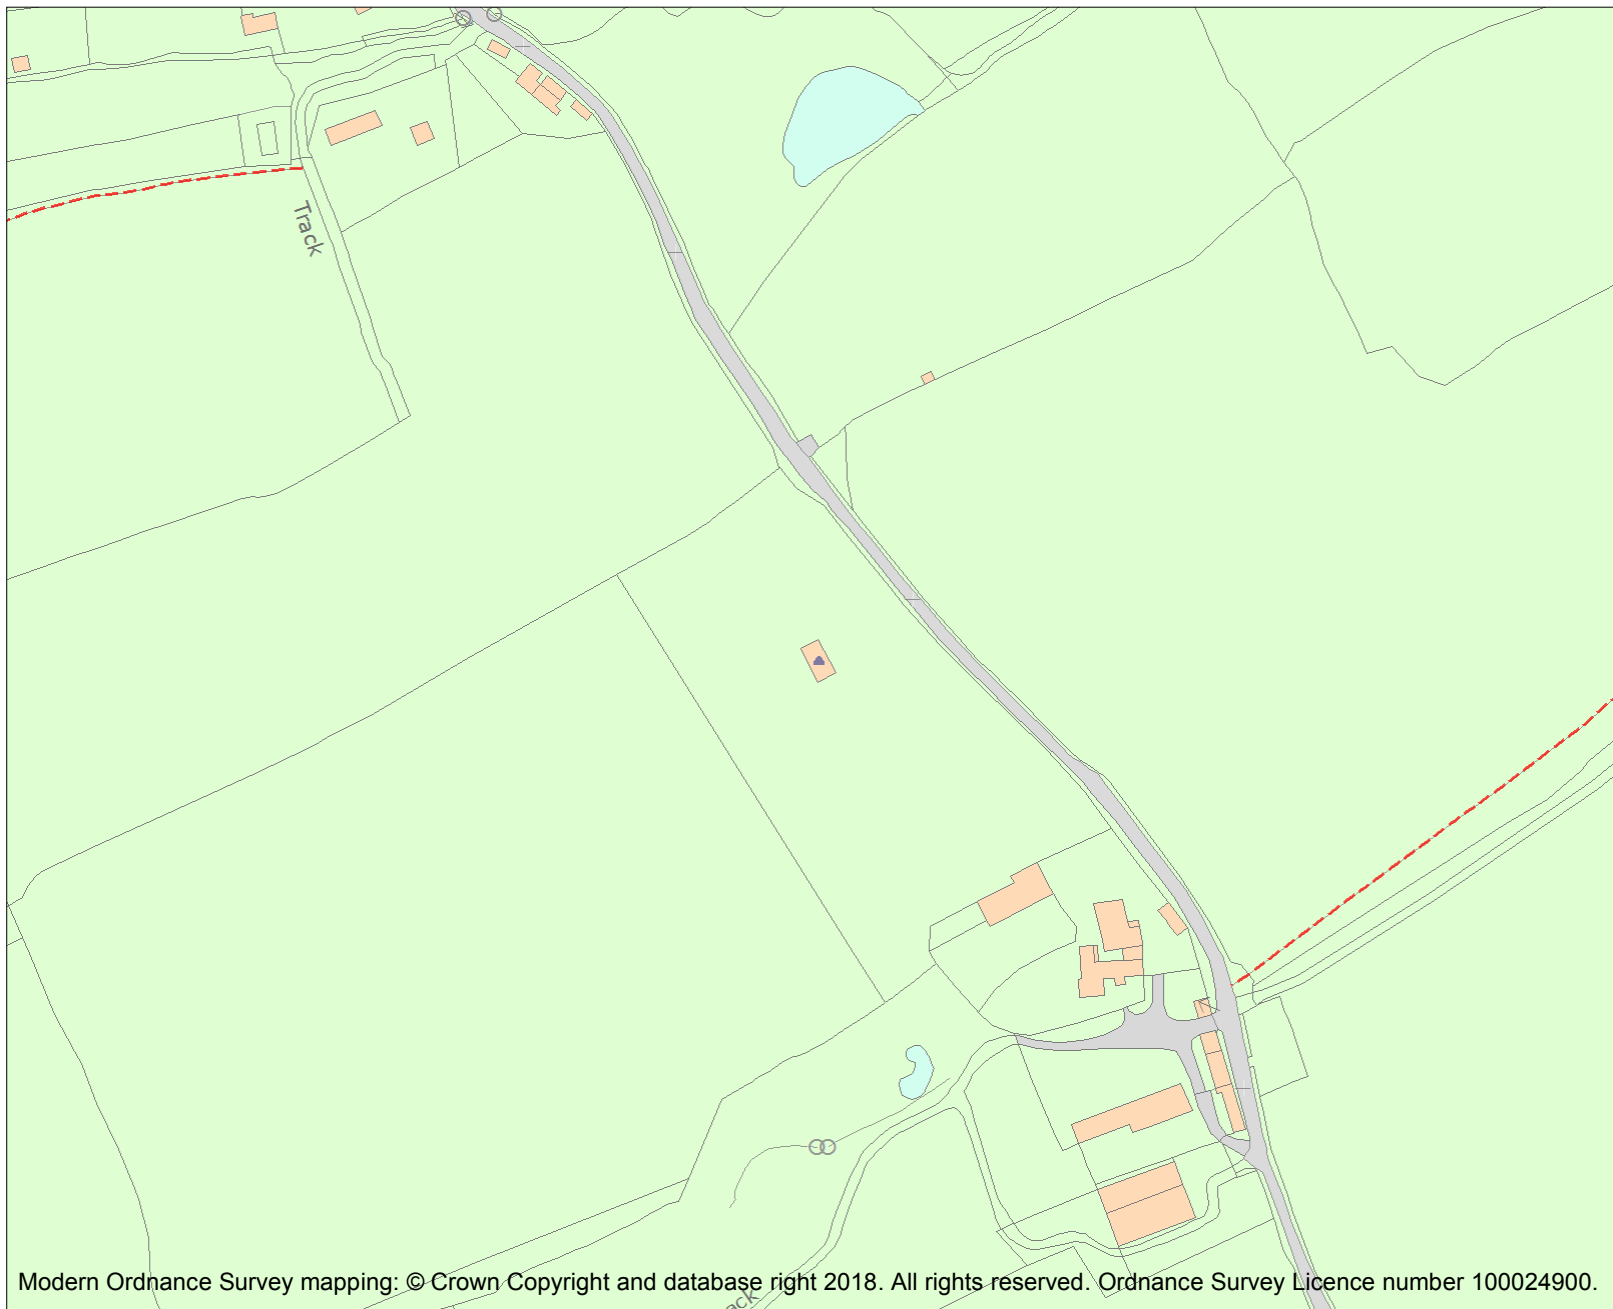 Track
Modern Ordnance Survey mapping: © Crown Copyright and database right 2018. All rights reserved. Ordnance Survey Licence number 100024900.